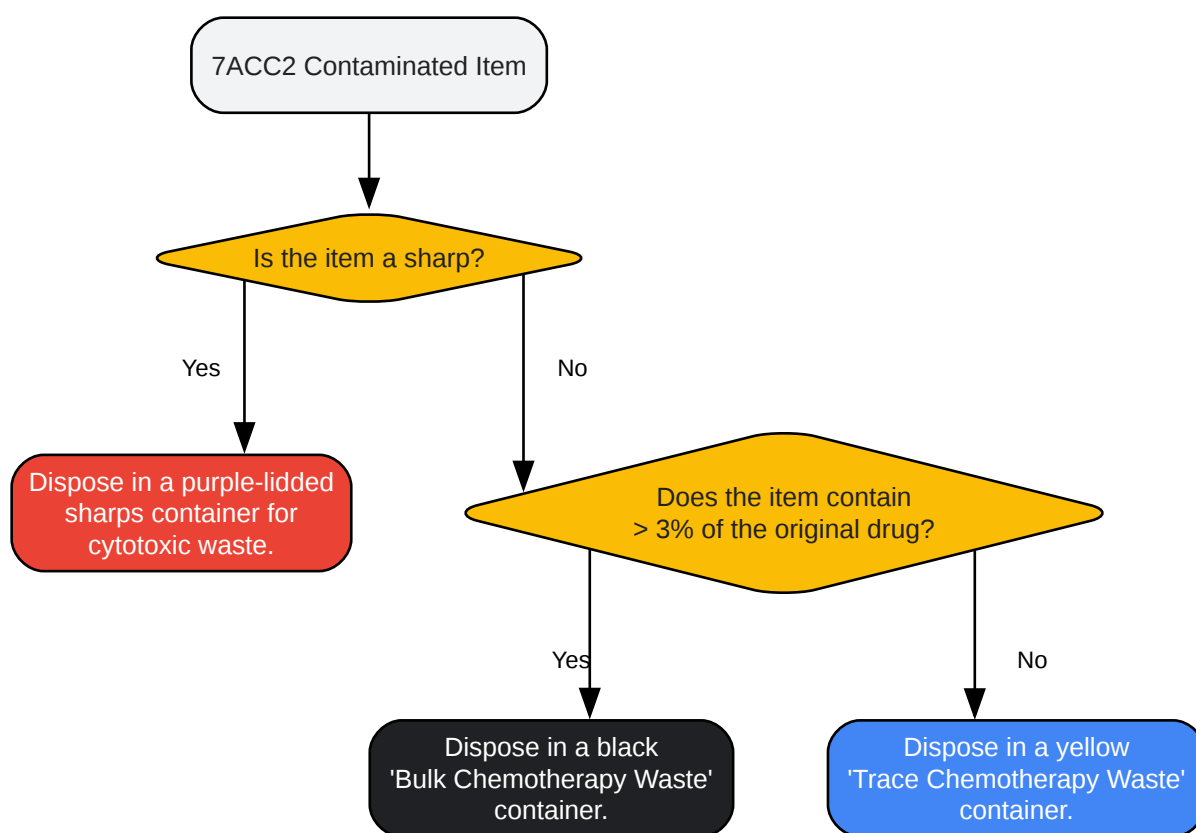 7ACC2 Contaminated Item
Is the item a sharp?
Yes
No
Dispose in a purple-lidded
sharps container for
cytotoxic waste.
Does the item contain
> 3% of the original drug?
Yes
No
Dispose in a black
'Bulk Chemotherapy Waste'
container.
Dispose in a yellow
'Trace Chemotherapy Waste'
container.